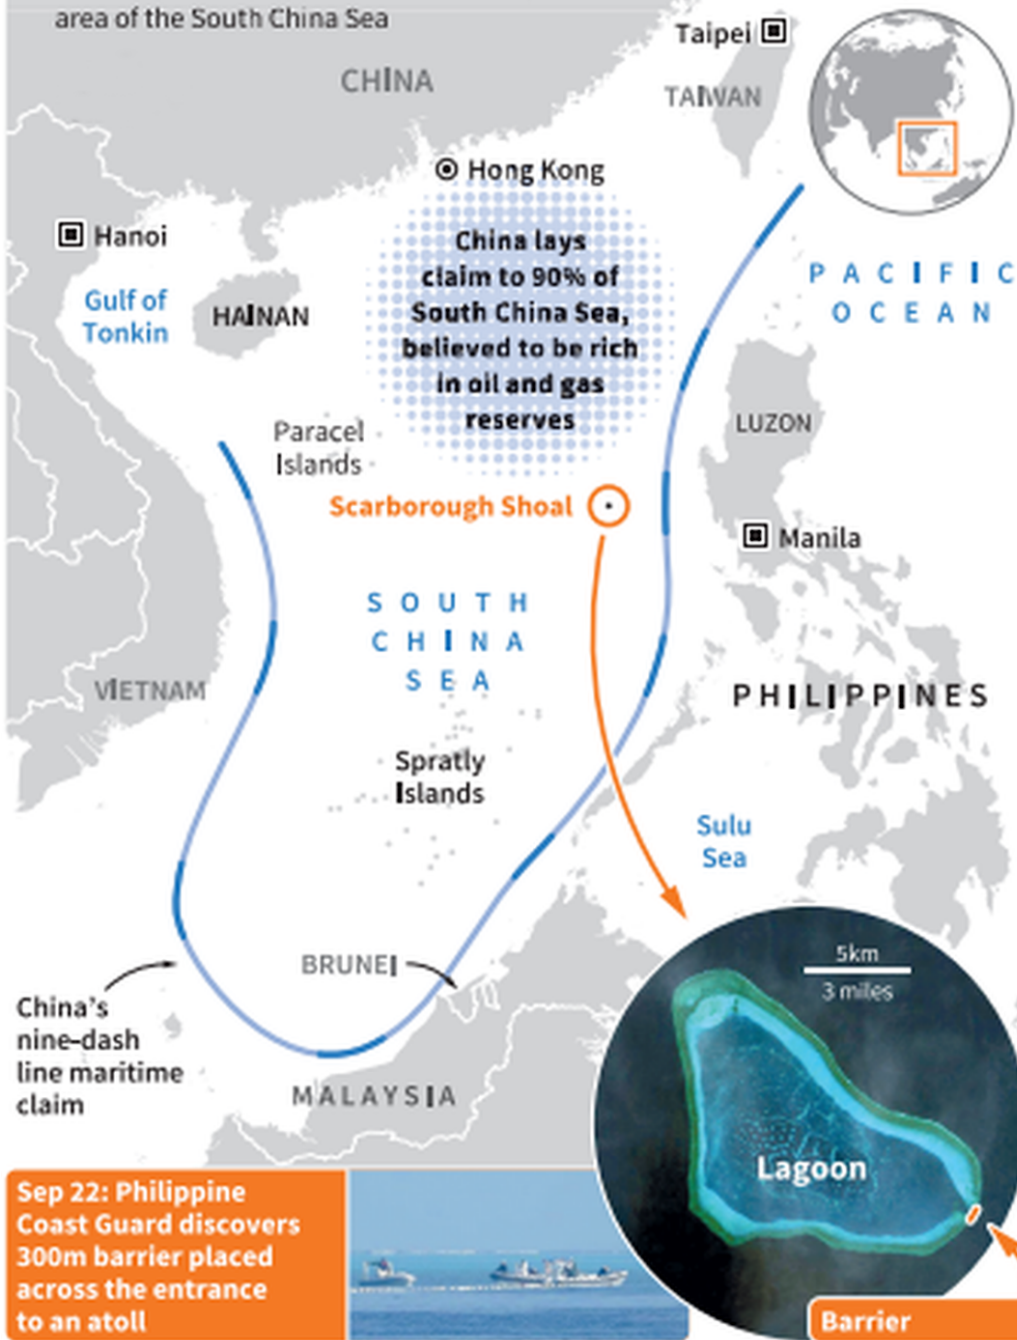 area of the South China Sea
Taipei
CHINA
TAIWAN
Hong Kong
Hanoi
China lays
claim to 90% of
South China Sea,
believed to be rich
in oil and gas
reserves
PACIFIC
OCEAN
Gulf of
Tonkin
HAINAN
LUZON
Paracel
Islands
Scarborough Shoal
Manila
SOUTH
CHINA
SEA
VIETNAM
PHILIPPINES
Spratly
Islands
Sulu
Sea
BRUNEI
5km
3 miles
China's
nine-dash
line maritime
claim
MALAYSIA
Lagoon
Sep 22: Philippine
Coast Guard discovers
300m barrier placed
across the entrance
to an atoll
Barrier